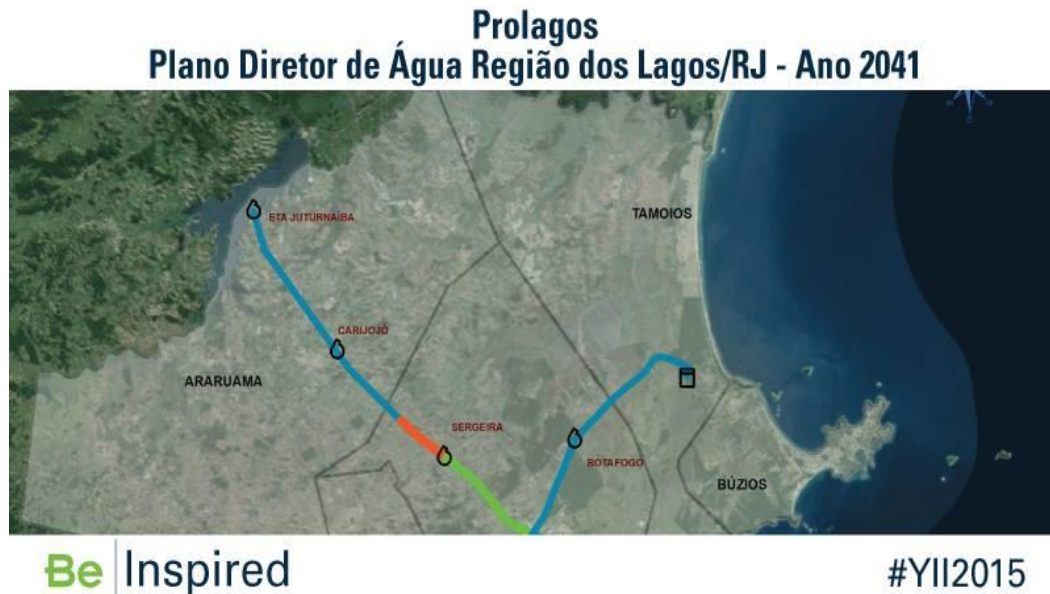 Prolagos
Plano Diretor de Água Região dos Lagos/RJ - Ano 2041
TAMOIOS
ETA JUTURNAÍBA
CARIJOJÓ
ARARUAMA
SERGEIRA
BOTAFOGO
BÚZIOS
Be Inspired
#YII2015